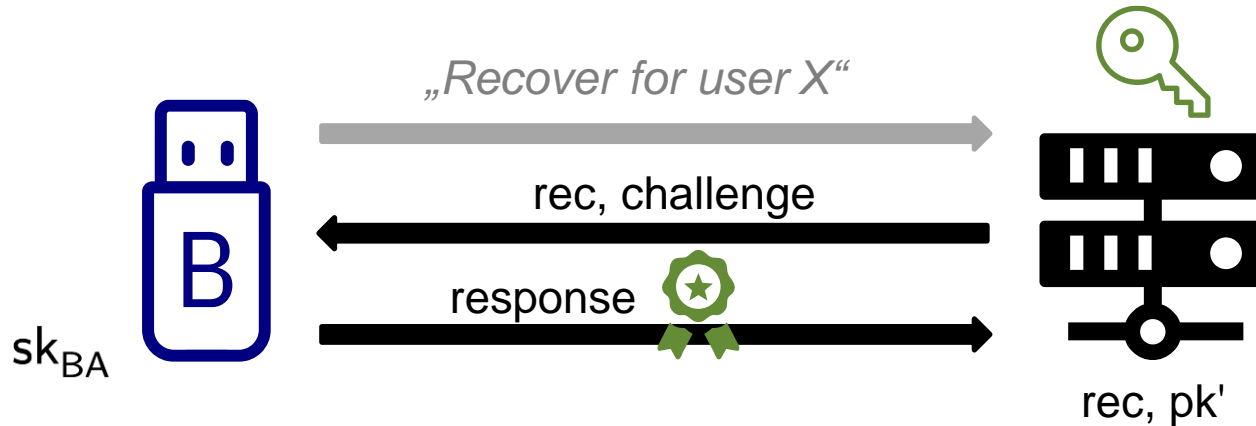 „Recover for user X“
rec, challenge
B
response
sk_BA
rec, pk'